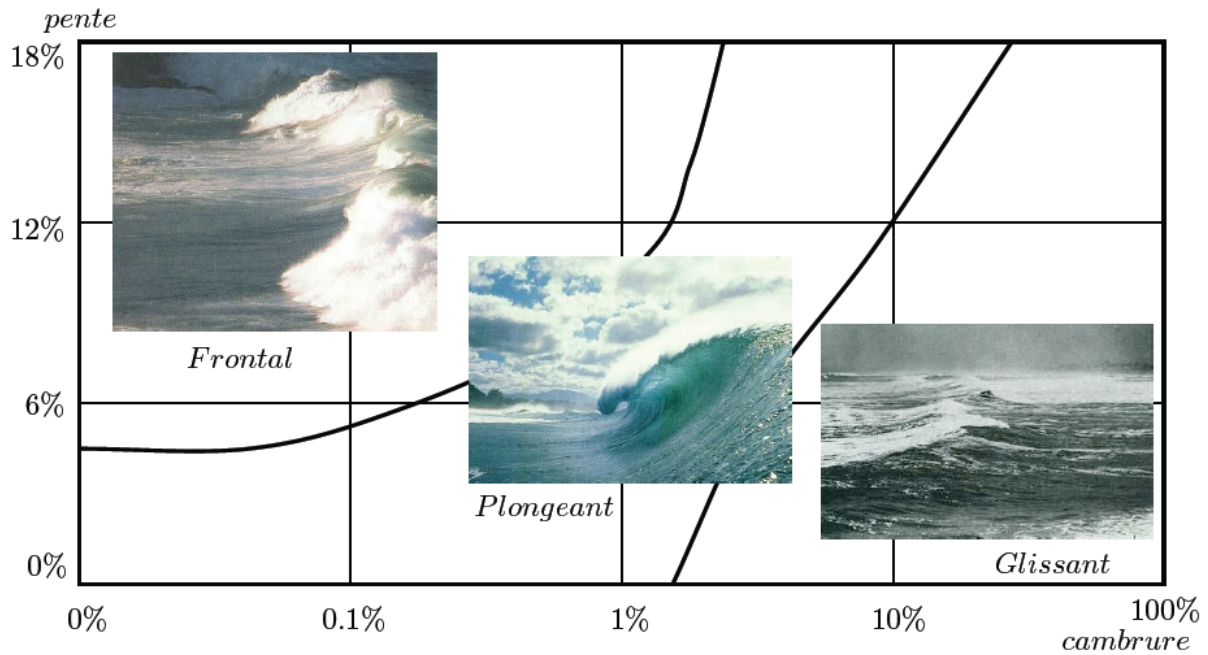 pente
18%
Frontal
12%
6%
Plongeant
Glissant
0%
0% 0.1% 1% 10% 100%
cambrure